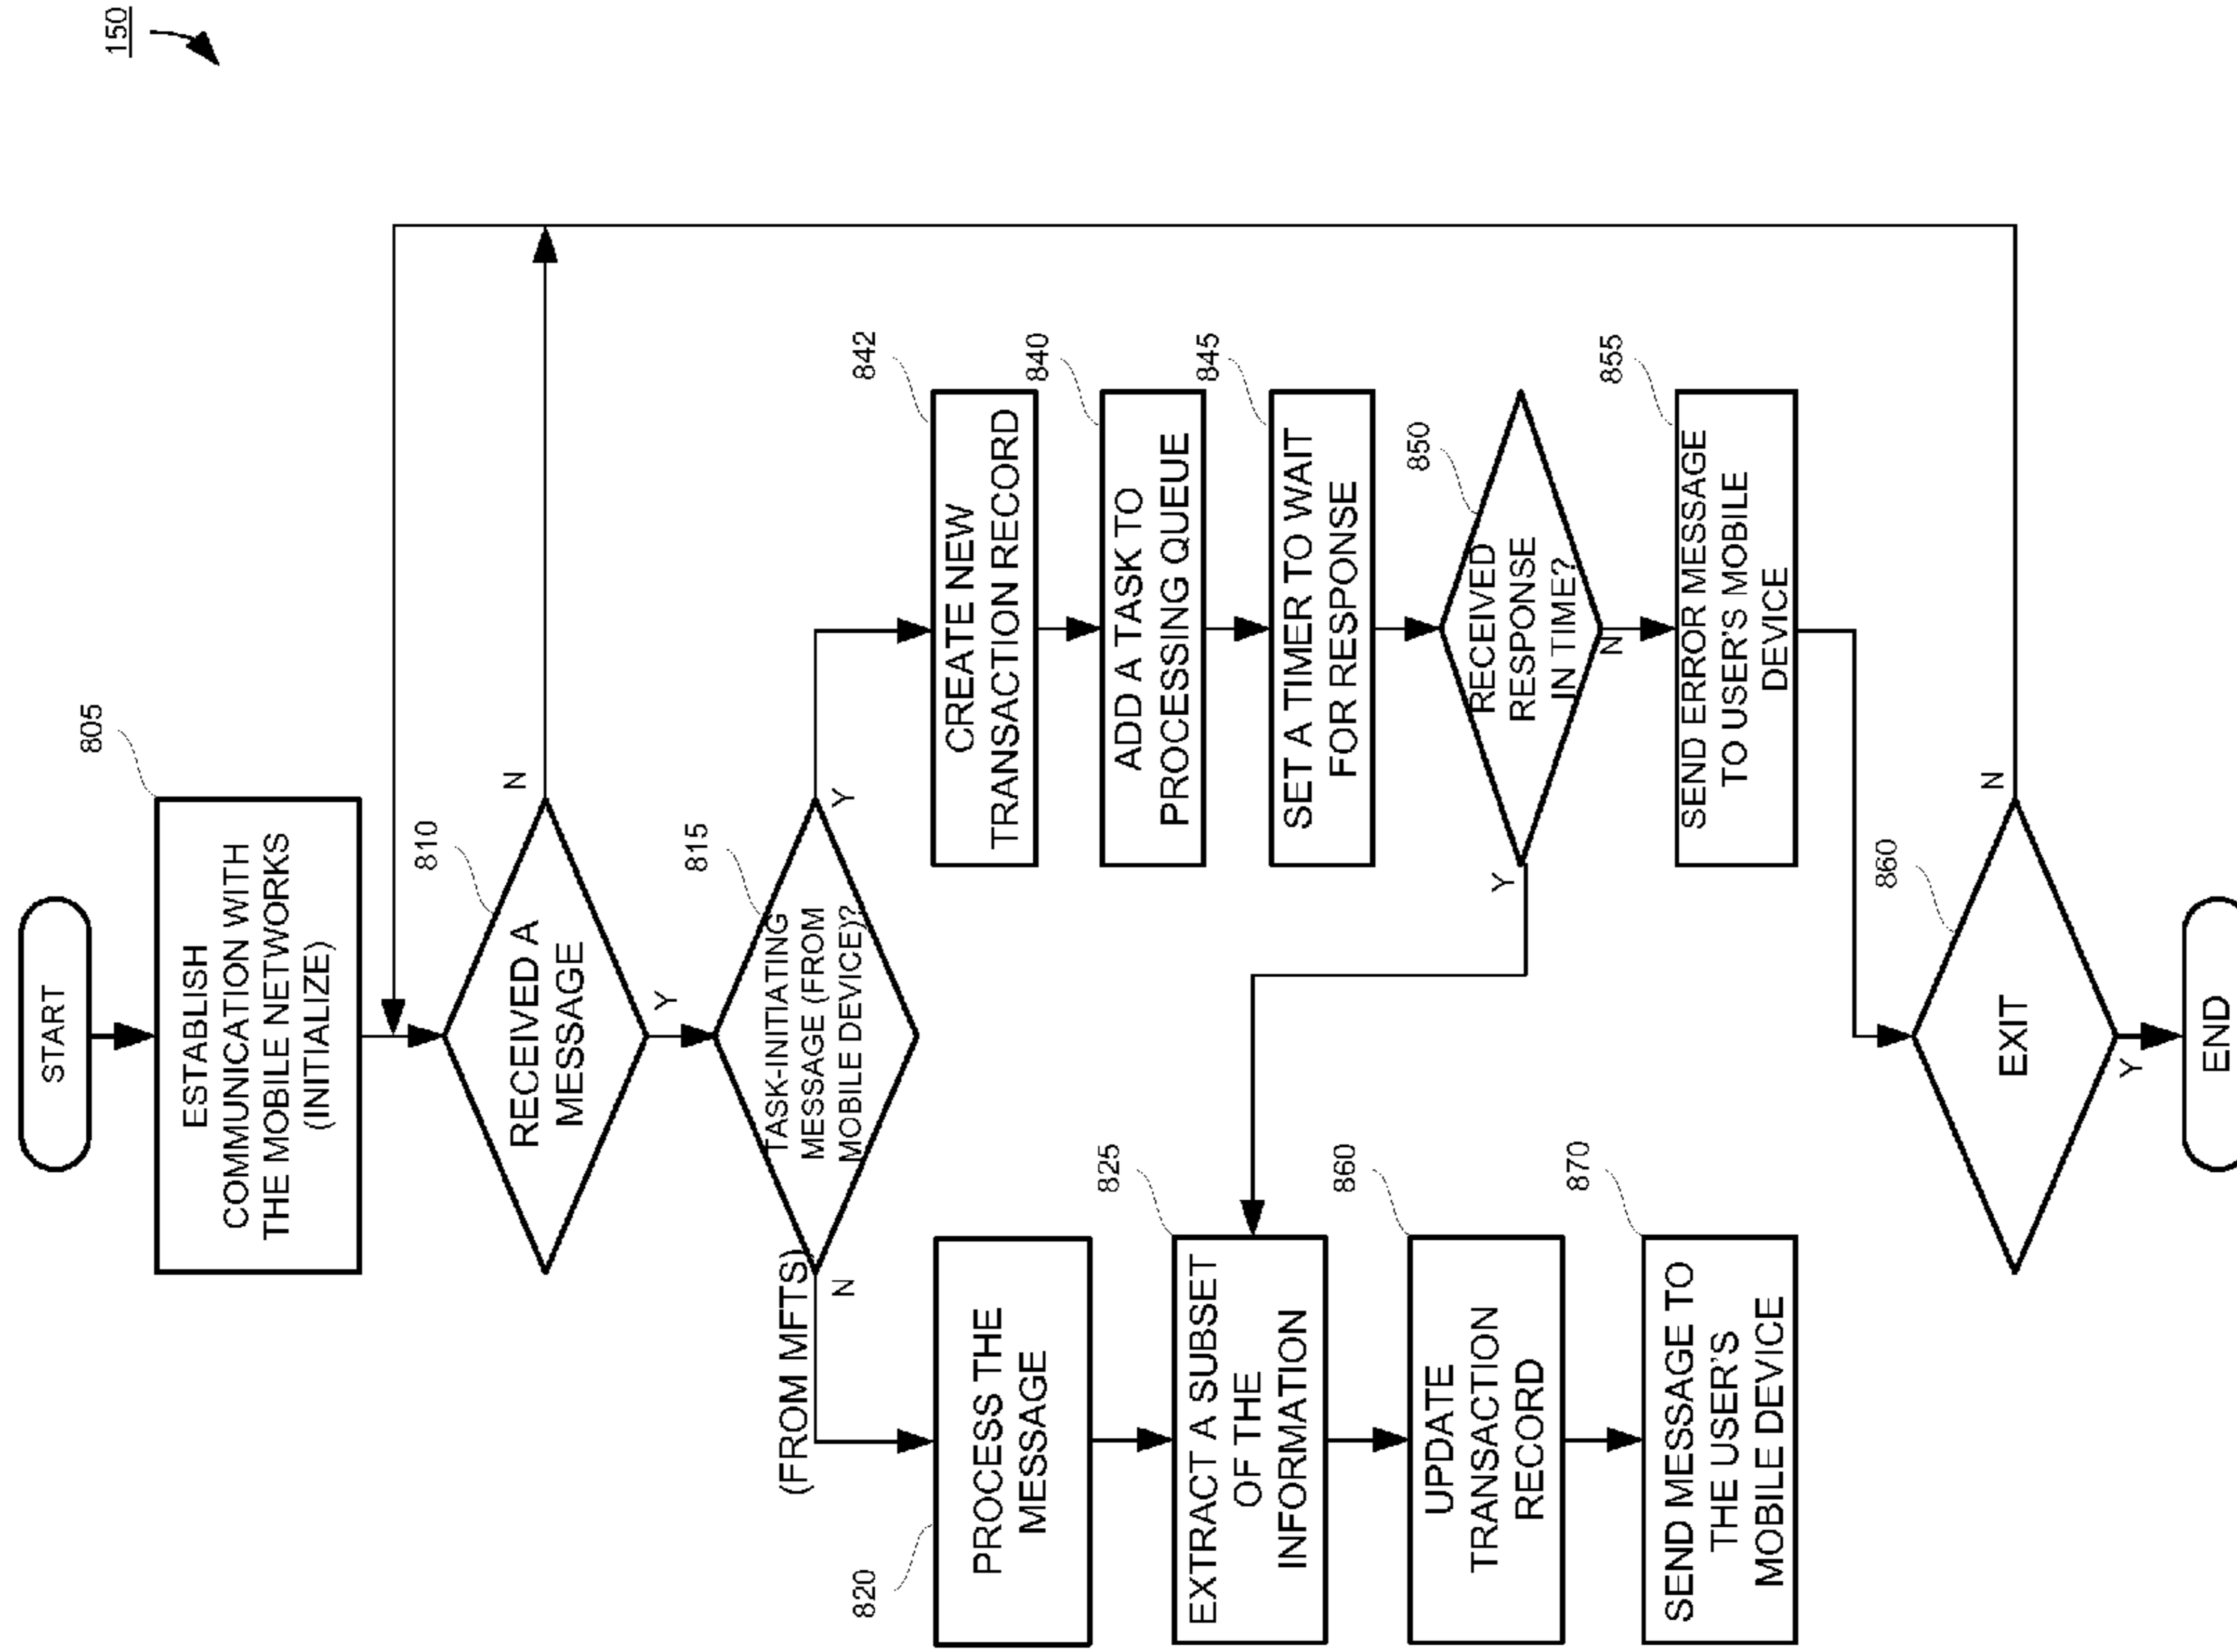 150
START
805
ESTABLISH
COMMUNICATION WITH
THE MOBILE NETWORKS
(INITIALIZE)
810
N
RECEIVED A
MESSAGE
Y
815
TASK-INITIATING
MESSAGE (FROM
MOBILE DEVICE)?
(FROM MFTS)
N
Y
820
PROCESS THE
MESSAGE
842
CREATE NEW
TRANSACTION RECORD
840
ADD A TASK TO
PROCESSING QUEUE
825
EXTRACT A SUBSET
OF THE
INFORMATION
845
SET A TIMER TO WAIT
FOR RESPONSE
860
UPDATE
TRANSACTION
RECORD
850
Y
RECEIVED
RESPONSE
IN TIME?
N
870
SEND MESSAGE TO
THE USER'S
MOBILE DEVICE
855
SEND ERROR MESSAGE
TO USER'S MOBILE
DEVICE
860
N
EXIT
Y
END